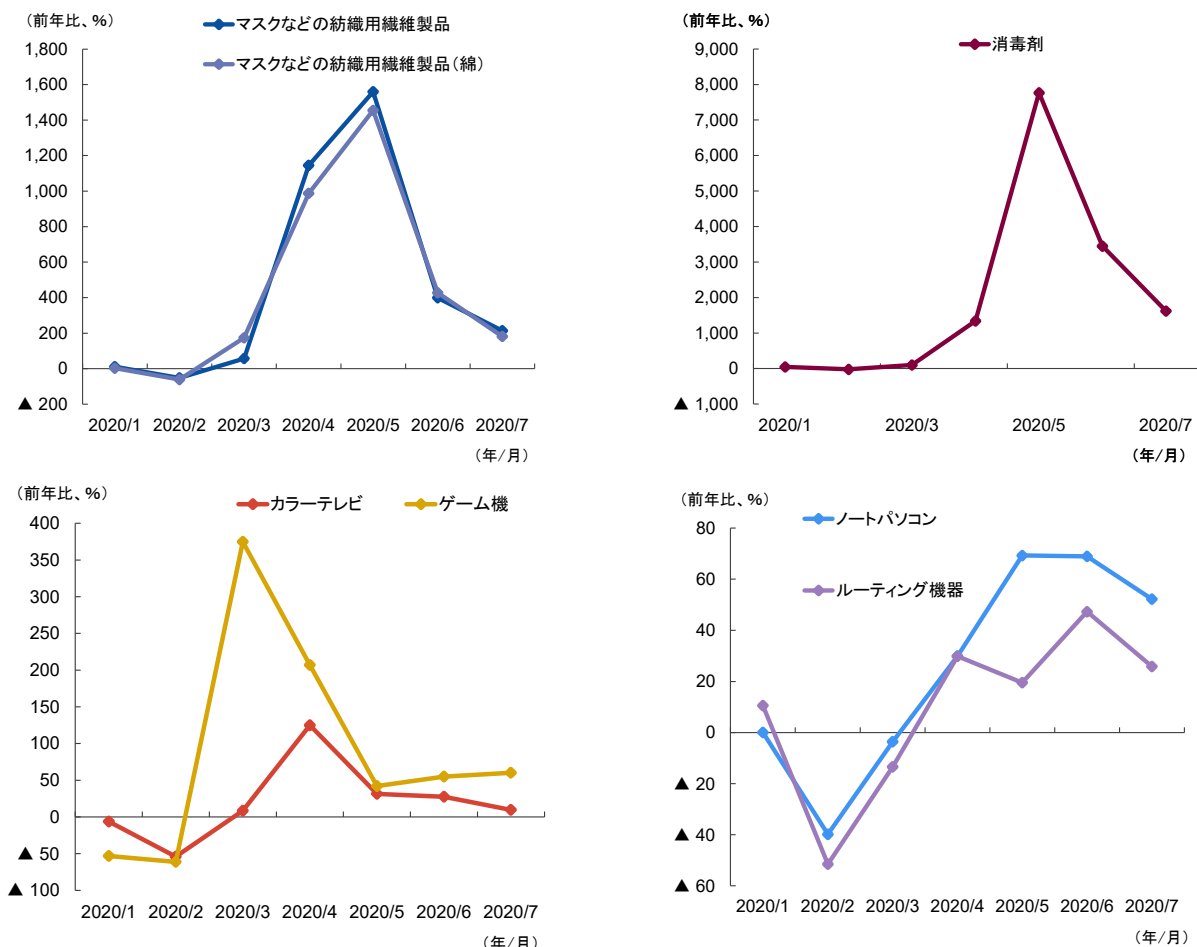 (前年比、%)
マスクなどの紡織用繊維製品
マスクなどの紡織用繊維製品(綿)
1,800
1,600
1,400
1,200
1,000
800
600
400
200
0
▲ 200
2020/1 2020/2 2020/3 2020/4 2020/5 2020/6 2020/7
(年/月)
(前年比、%)
消毒剤
9,000
8,000
7,000
6,000
5,000
4,000
3,000
2,000
1,000
0
▲ 1,000
2020/1 2020/3 2020/5 2020/7
(年/月)
(前年比、%)
カラーテレビ ゲーム機
400
350
300
250
200
150
100
50
0
▲ 50
▲ 100
2020/1 2020/2 2020/3 2020/4 2020/5 2020/6 2020/7
(年/月)
(前年比、%)
ノートパソコン
ルーティング機器
80
60
40
20
0
▲ 20
▲ 40
▲ 60
2020/1 2020/2 2020/3 2020/4 2020/5 2020/6 2020/7
(年/月)